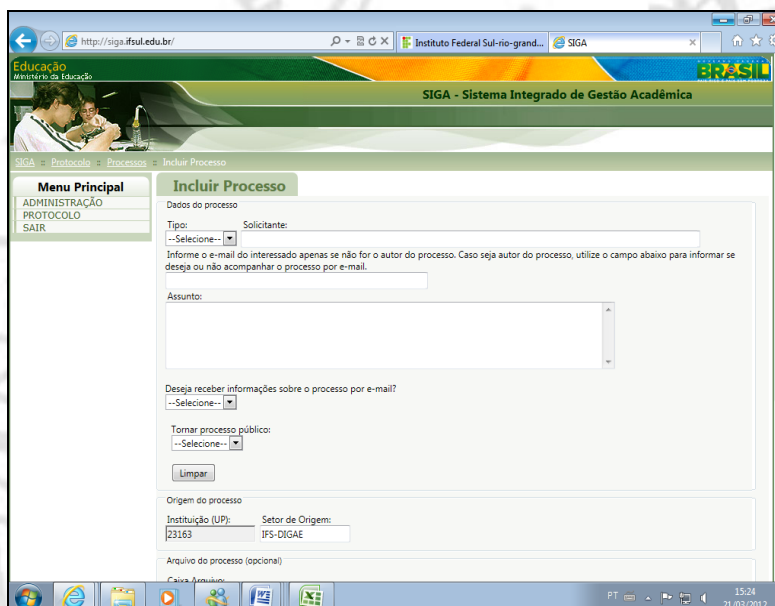 http://siga.ifsul.edu.br/
Instituto Federal Sul-rio-grand...
SIGA
Educação
Ministério da Educação
BRASIL
SIGA - Sistema Integrado de Gestão Acadêmica
SIGA :: Protocolo :: Processos :: Incluir Processo
Menu Principal
ADMINISTRAÇÃO
PROTOCOLO
SAIR
Incluir Processo
Dados do processo
Tipo: Solicitante:
--Selecione--
Informe o e-mail do interessado apenas se não for o autor do processo. Caso seja autor do processo, utilize o campo abaixo para informar se
deseja ou não acompanhar o processo por e-mail.
Assunto:
Deseja receber informações sobre o processo por e-mail?
--Selecione--
Tornar processo público:
--Selecione--
Limpar
Origem do processo
Instituição (UP): Setor de Origem:
23163 IFS-DIGAE
Arquivo do processo (opcional)
Caixa Arquivo:
PT
15:24
21/03/2012